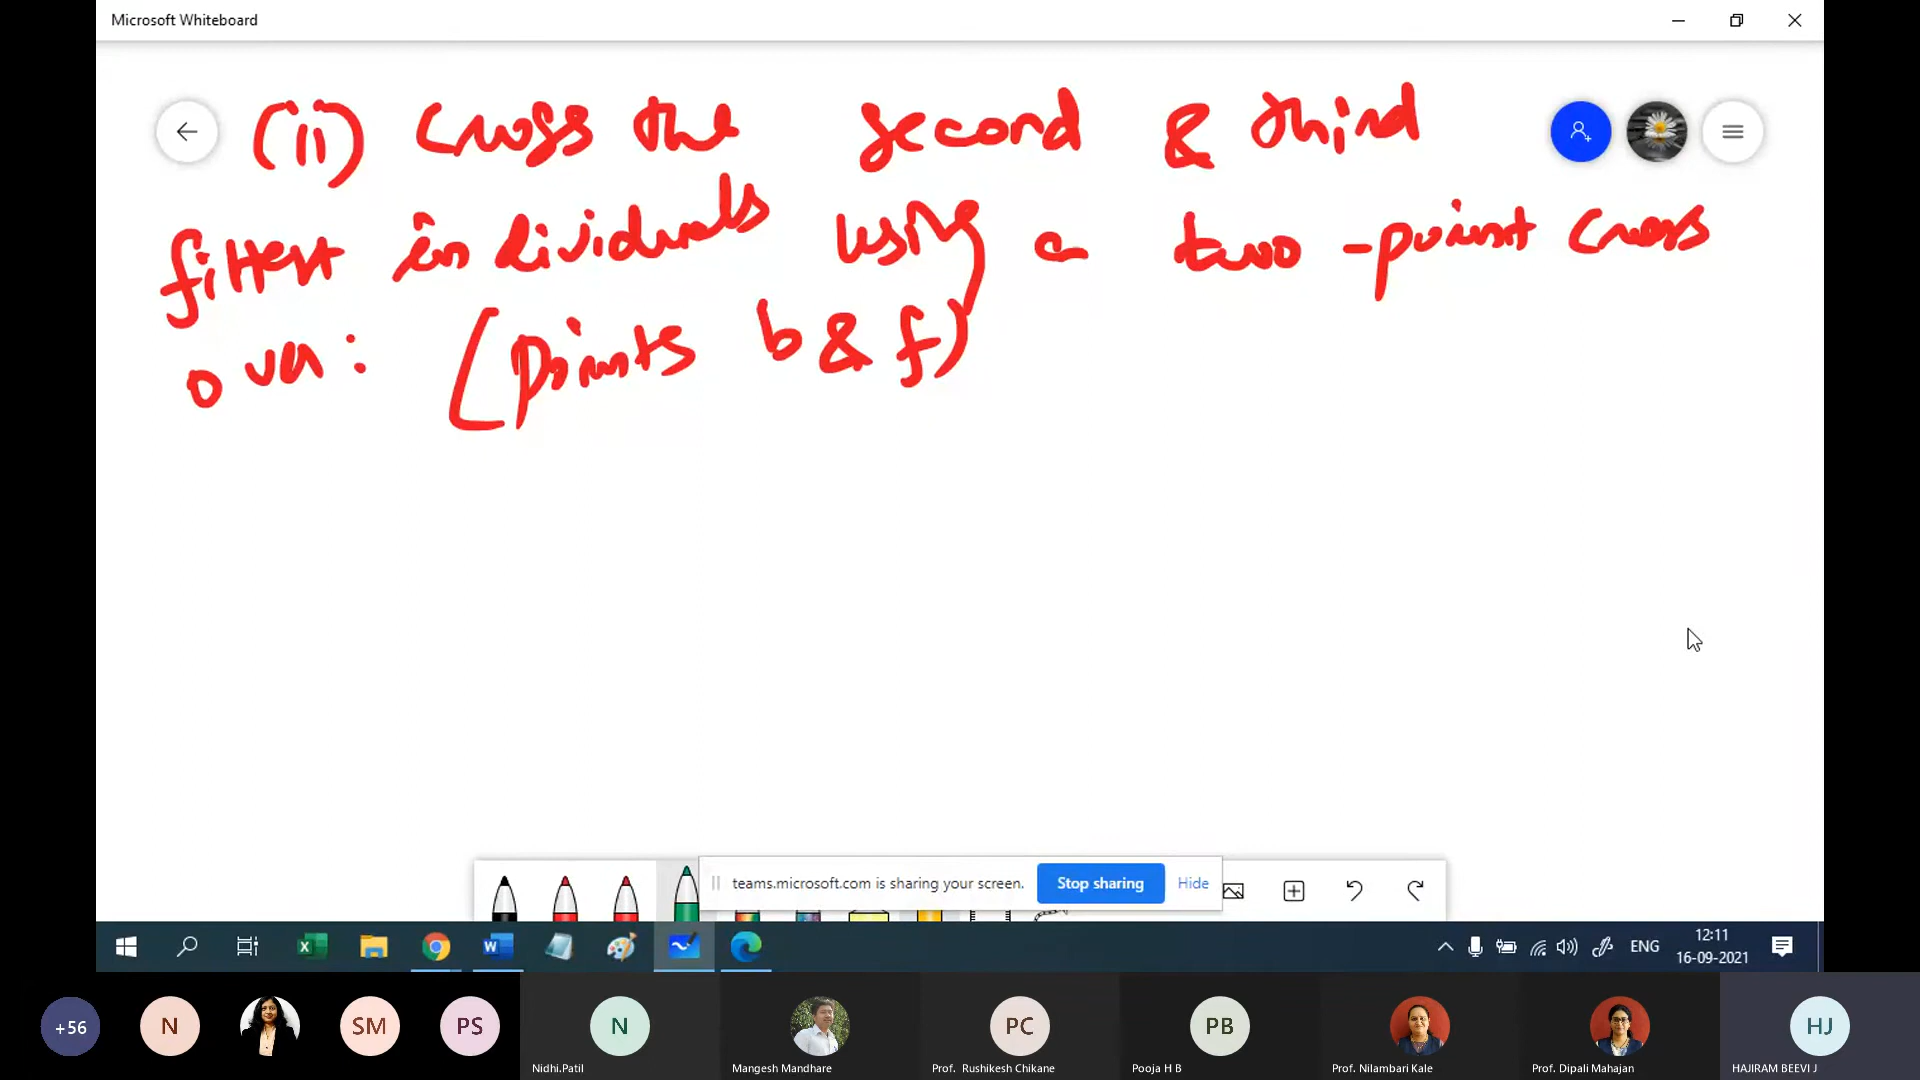 Microsoft Whiteboard
(ii) Cross the second & third
fittest individuals using a two-point cross
over: (points b & f)
teams.microsoft.com is sharing your screen.
Stop sharing
Hide
ENG
12:11
16-09-2021
+56
N
SM
PS
N
PC
PB
HJ
Nidhi.Patil
Mangesh Mandhare
Prof. Rushikesh Chikane
Pooja H B
Prof. Nilambari Kale
Prof. Dipali Mahajan
HAJIRAM BEEVI J